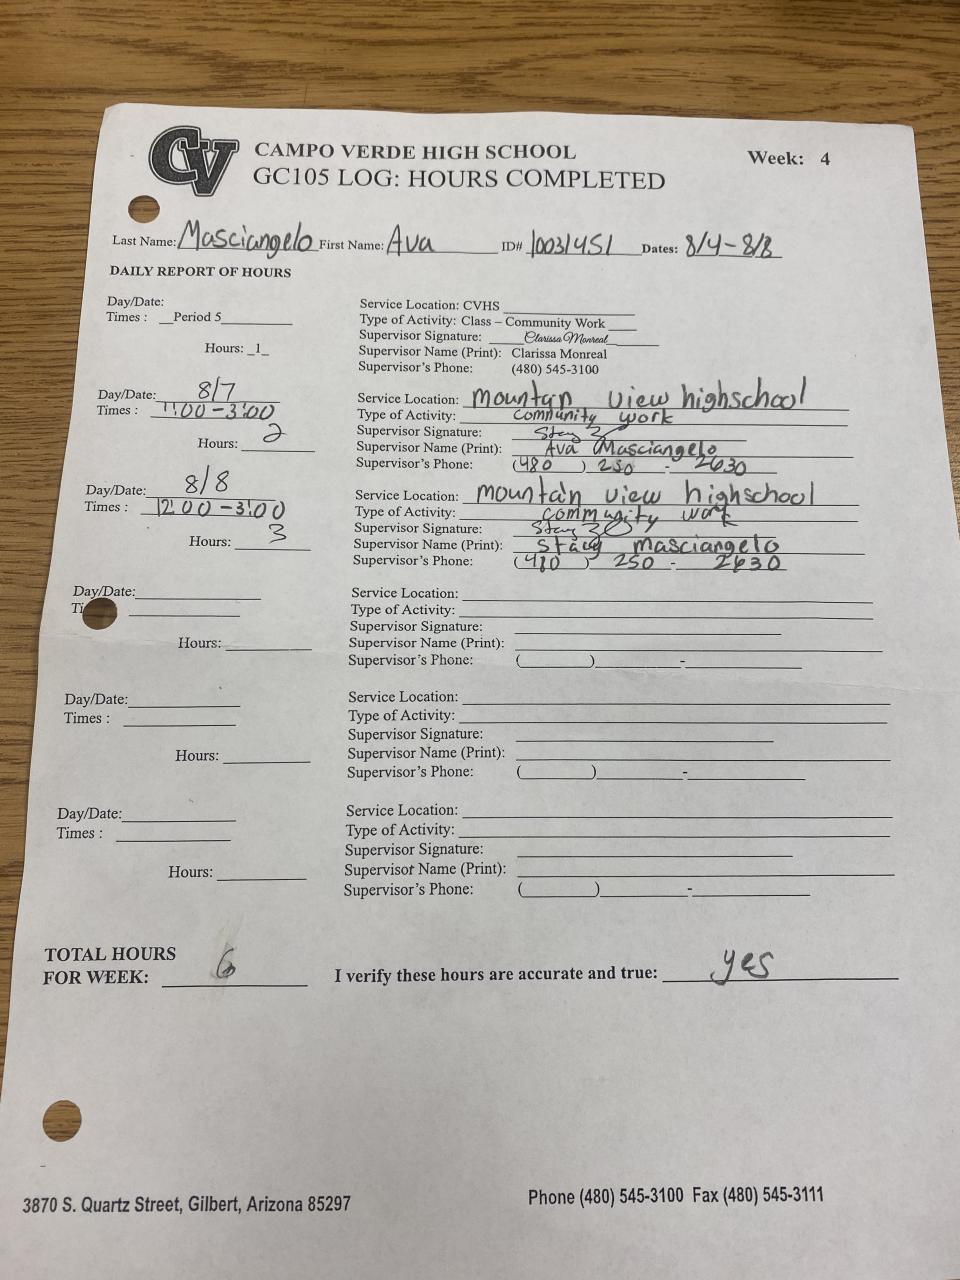 CV
CAMPO VERDE HIGH SCHOOL
Week: 4
GC105 LOG: HOURS COMPLETED
Last Name: Masciangelo First Name: Ava ID# 10031451 Dates: 8/4-8/8
DAILY REPORT OF HOURS
Day/Date:
Times : Period 5
Hours: 1
Service Location: CVHS
Type of Activity: Class – Community Work
Supervisor Signature: Clarissa Monreal
Supervisor Name (Print): Clarissa Monreal
Supervisor's Phone: (480) 545-3100
Day/Date: 8/7
Times : 1:00-3:00
Hours: 2
Service Location: mountan view highschool
Type of Activity: Community work
Supervisor Signature:
Supervisor Name (Print): Ava Masciangelo
Supervisor's Phone: (480) 250 - 2630
Day/Date: 8/8
Times : 12:00-3:00
Hours: 3
Service Location: mountain view highschool
Type of Activity: community work
Supervisor Signature:
Supervisor Name (Print): stacy masciangelo
Supervisor's Phone: (480) 250 - 2630
Day/Date:
Ti
Hours:
Service Location:
Type of Activity:
Supervisor Signature:
Supervisor Name (Print):
Supervisor's Phone: ( ) -
Day/Date:
Times :
Hours:
Service Location:
Type of Activity:
Supervisor Signature:
Supervisor Name (Print):
Supervisor's Phone: ( ) -
Day/Date:
Times :
Hours:
Service Location:
Type of Activity:
Supervisor Signature:
Supervisor Name (Print):
Supervisor's Phone: ( ) -
TOTAL HOURS
FOR WEEK: 6
I verify these hours are accurate and true: yes
3870 S. Quartz Street, Gilbert, Arizona 85297
Phone (480) 545-3100 Fax (480) 545-3111